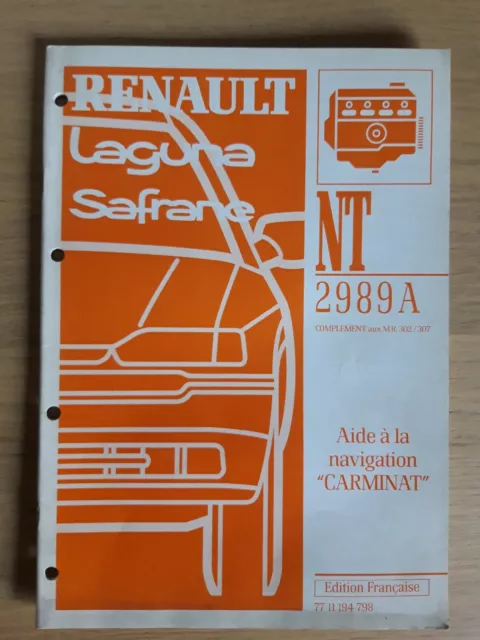 RENAULT
Laguna
Safrane
NT
2989A
COMPLEMENT aux M.R. 302 / 307
Aide à la
navigation
“CARMINAT”
Edition Française
77 11 194 798